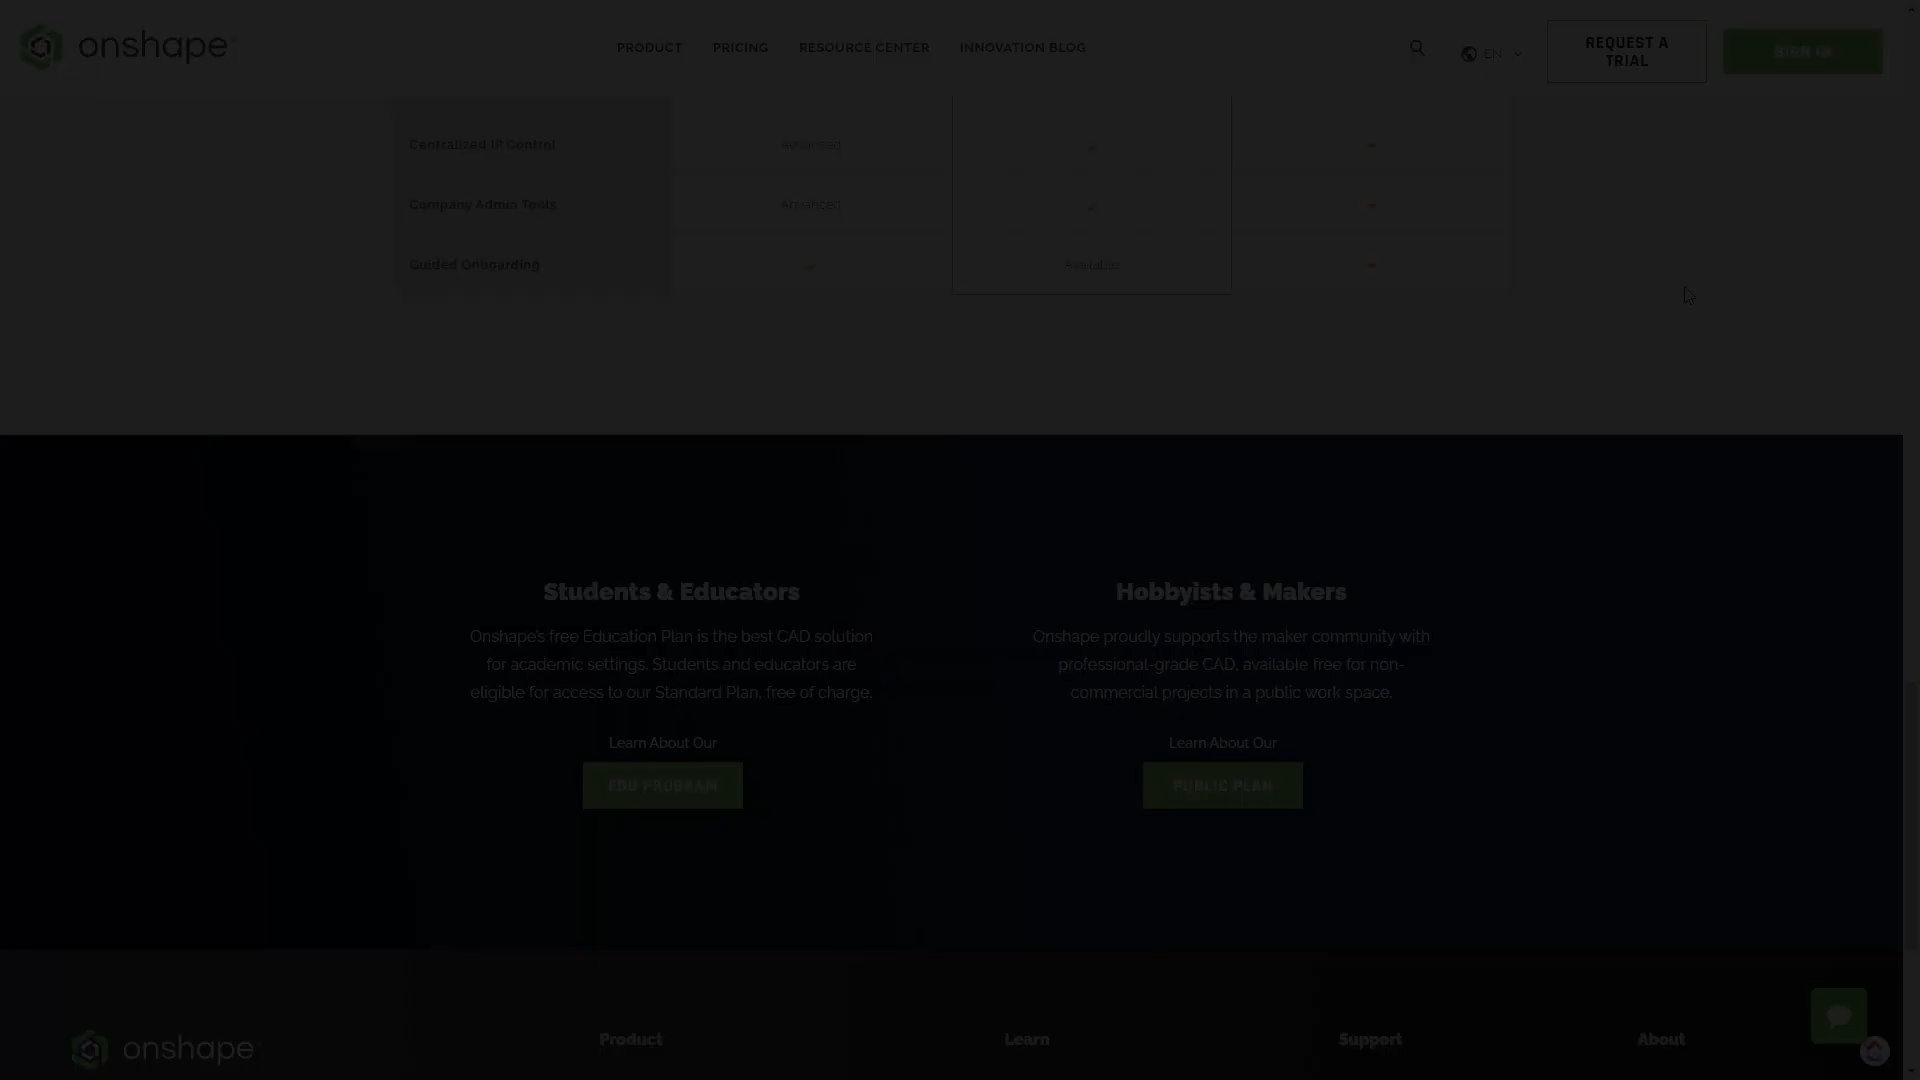 onshape
PRODUCT
PRICING
RESOURCE CENTER
INNOVATION BLOG
EN
REQUEST A
TRIAL
SIGN IN
Centralized IP Control
Advanced
Company Admin Tools
Advanced
Guided Onboarding
Available
Students & Educators
Onshape's free Education Plan is the best CAD solution
for academic settings. Students and educators are
eligible for access to our Standard Plan, free of charge.
Learn About Our
EDU PROGRAM
Hobbyists & Makers
Onshape proudly supports the maker community with
professional-grade CAD, available free for non-
commercial projects in a public work space.
Learn About Our
PUBLIC PLAN
onshape
Product
Learn
Support
About